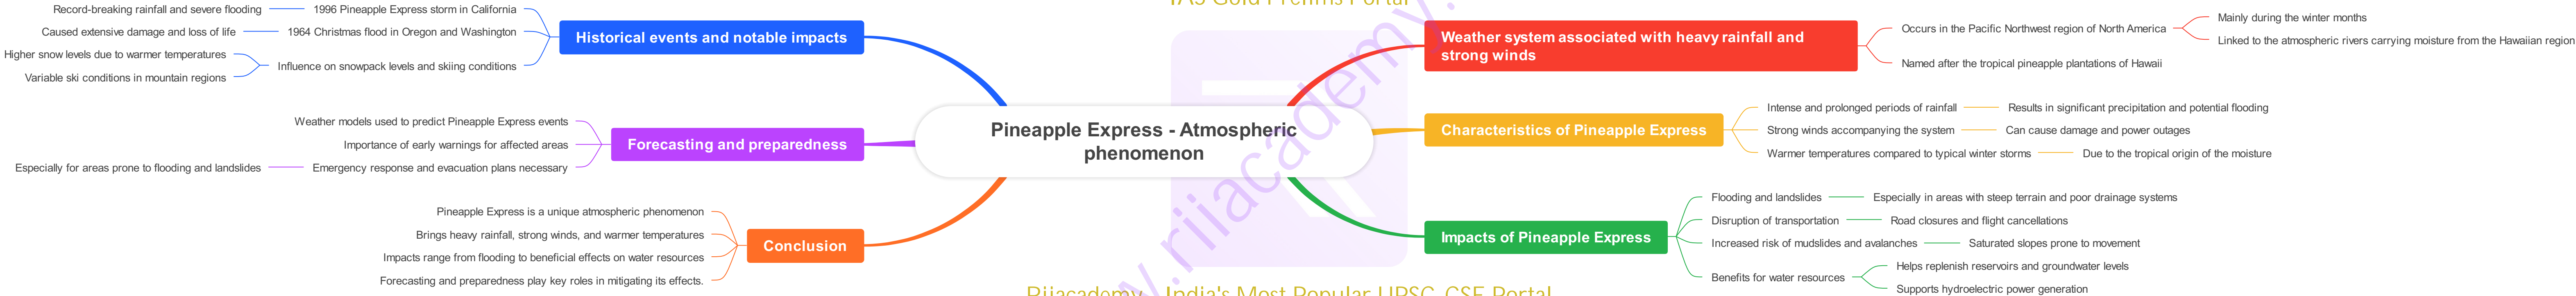 IAS Gold Prelims Portal
Pineapple Express - Atmospheric
phenomenon
Weather system associated with heavy rainfall and
strong winds
Occurs in the Pacific Northwest region of North America
Mainly during the winter months
Linked to the atmospheric rivers carrying moisture from the Hawaiian region
Named after the tropical pineapple plantations of Hawaii
Characteristics of Pineapple Express
Intense and prolonged periods of rainfall
Results in significant precipitation and potential flooding
Strong winds accompanying the system
Can cause damage and power outages
Warmer temperatures compared to typical winter storms
Due to the tropical origin of the moisture
Impacts of Pineapple Express
Flooding and landslides
Especially in areas with steep terrain and poor drainage systems
Disruption of transportation
Road closures and flight cancellations
Increased risk of mudslides and avalanches
Saturated slopes prone to movement
Benefits for water resources
Helps replenish reservoirs and groundwater levels
Supports hydroelectric power generation
Historical events and notable impacts
1996 Pineapple Express storm in California
Record-breaking rainfall and severe flooding
1964 Christmas flood in Oregon and Washington
Caused extensive damage and loss of life
Influence on snowpack levels and skiing conditions
Higher snow levels due to warmer temperatures
Variable ski conditions in mountain regions
Forecasting and preparedness
Weather models used to predict Pineapple Express events
Importance of early warnings for affected areas
Emergency response and evacuation plans necessary
Especially for areas prone to flooding and landslides
Conclusion
Pineapple Express is a unique atmospheric phenomenon
Brings heavy rainfall, strong winds, and warmer temperatures
Impacts range from flooding to beneficial effects on water resources
Forecasting and preparedness play key roles in mitigating its effects.
Rijacademy - India's Most Popular UPSC-CSE Portal